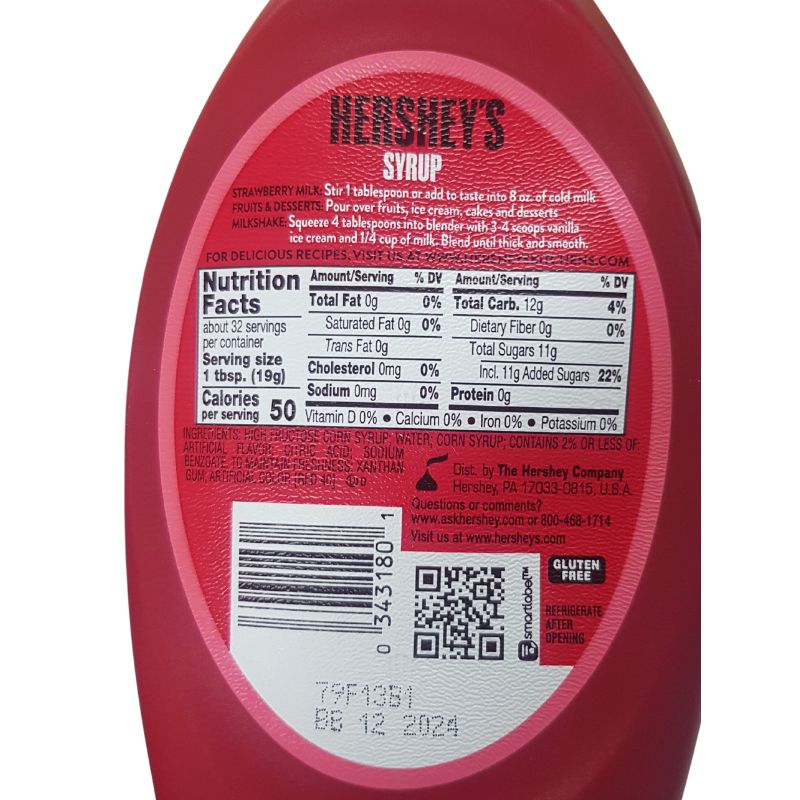 HERSHEY'S
SYRUP
STRAWBERRY MILK: Stir 1 tablespoon or add to taste into 8 oz. of cold milk
FRUITS & DESSERTS: Pour over fruits, ice cream, cakes and desserts
MILKSHAKE: Squeeze 4 tablespoons into blender with 3-4 scoops vanilla
ice cream and 1/4 cup of milk. Blend until thick and smooth.
FOR DELICIOUS RECIPES, VISIT US AT WWW.HERSHEYSKITCHENS.COM
Nutrition
Facts
about 32 servings
per container
Serving size
1 tbsp. (19g)
Calories
per serving 50
Amount/Serving % DV
Total Fat 0g 0%
Saturated Fat 0g 0%
Trans Fat 0g
Cholesterol 0mg 0%
Sodium 0mg 0%
Amount/Serving % DV
Total Carb. 12g 4%
Dietary Fiber 0g 0%
Total Sugars 11g
Incl. 11g Added Sugars 22%
Protein 0g
Vitamin D 0% • Calcium 0% • Iron 0% • Potassium 0%
INGREDIENTS: HIGH FRUCTOSE CORN SYRUP; WATER; CORN SYRUP; CONTAINS 2% OR LESS OF:
ARTIFICIAL FLAVOR; CITRIC ACID; SODIUM
BENZOATE, TO MAINTAIN FRESHNESS; XANTHAN
GUM; ARTIFICIAL COLOR (RED 40). Ⓤ D
Dist. by The Hershey Company
Hershey, PA 17033-0815, U.S.A.
Questions or comments?
www.askhershey.com or 800-468-1714
Visit us at www.hersheys.com
0 343180 1
smartlabel™
GLUTEN
FREE
REFRIGERATE
AFTER
OPENING
79F13B1
BB 12 2024